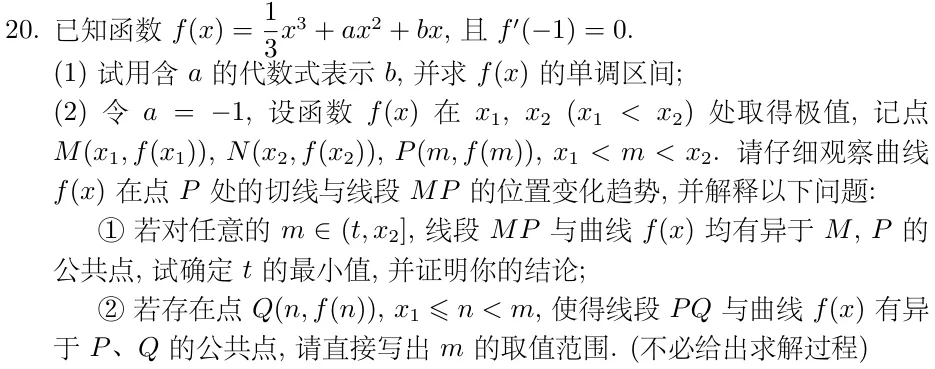 20. 已知函数 f(x) = \frac{1}{3}x³ + ax² + bx, 且 f′(−1) = 0.
(1) 试用含 a 的代数式表示 b, 并求 f(x) 的单调区间;
(2) 令 a = −1, 设函数 f(x) 在 x₁, x₂ (x₁ < x₂) 处取得极值, 记点
M(x₁, f(x₁)), N(x₂, f(x₂)), P(m, f(m)), x₁ < m < x₂. 请仔细观察曲线
f(x) 在点 P 处的切线与线段 MP 的位置变化趋势, 并解释以下问题:
① 若对任意的 m ∈ (t, x₂], 线段 MP 与曲线 f(x) 均有异于 M, P 的
公共点, 试确定 t 的最小值, 并证明你的结论;
② 若存在点 Q(n, f(n)), x₁ ⩽ n < m, 使得线段 PQ 与曲线 f(x) 有异
于 P、Q 的公共点, 请直接写出 m 的取值范围. (不必给出求解过程)